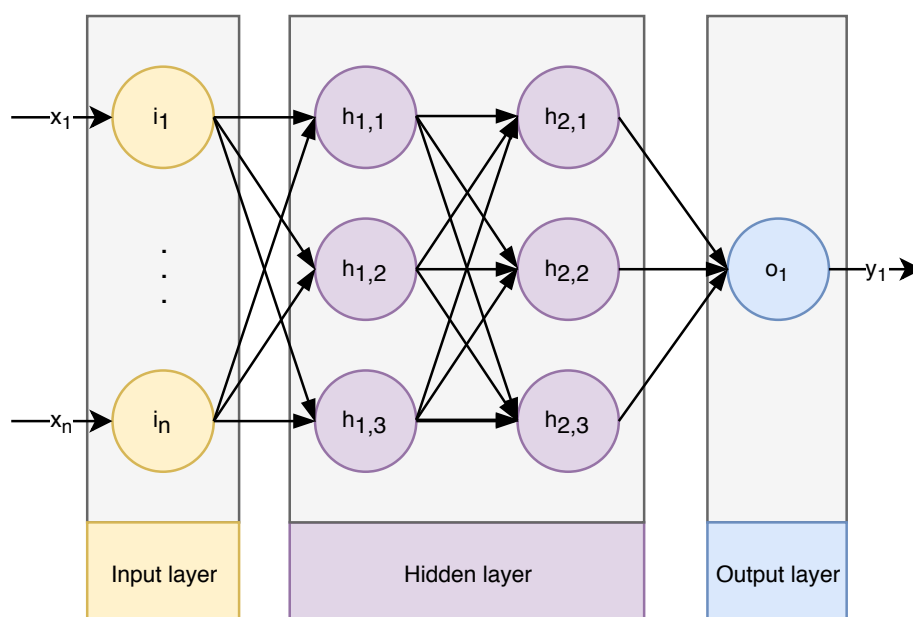 x₁ i₁ h₁,₁ h₂,₁
.
.
.
h₁,₂ h₂,₂ o₁ y₁
xₙ iₙ h₁,₃ h₂,₃
Input layer Hidden layer Output layer